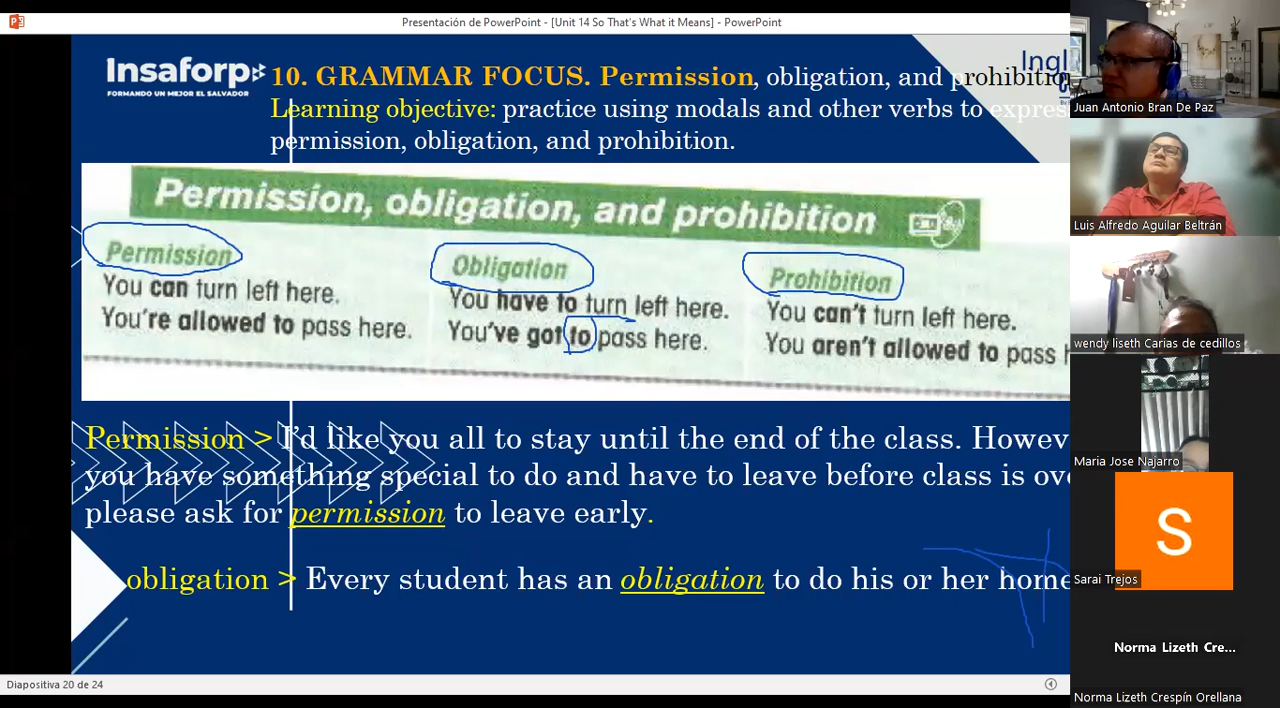 Presentación de PowerPoint - [Unit 14 So That's What it Means] - PowerPoint
Insaforp
FORMANDO UN MEJOR EL SALVADOR
10. GRAMMAR FOCUS. Permission, obligation, and prohibitio
Ingl
Learning objective: practice using modals and other verbs to expres
permission, obligation, and prohibition.
Permission, obligation, and prohibition
Permission
You can turn left here.
You're allowed to pass here.
Obligation
You have to turn left here.
You've got to pass here.
Prohibition
You can't turn left here.
You aren't allowed to pass
Permission > I'd like you all to stay until the end of the class. Howev
you have something special to do and have to leave before class is ov
please ask for permission to leave early.
obligation > Every student has an obligation to do his or her home
Diapositiva 20 de 24
Juan Antonio Bran De Paz
Luis Alfredo Aguilar Beltrán
wendy liseth Carias de cedillos
Maria Jose Najarro
S
Sarai Trejos
Norma Lizeth Cre...
Norma Lizeth Crespín Orellana